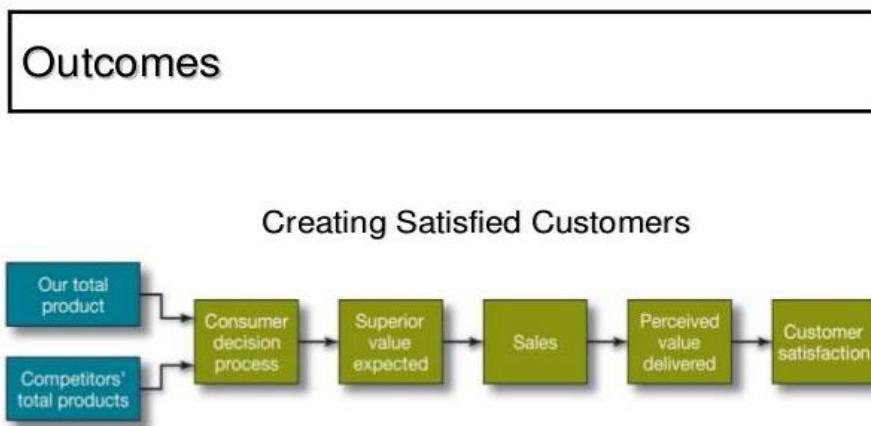 Outcomes
Creating Satisfied Customers
Our total
product
Competitors'
total products
Consumer
decision
process
Superior
value
expected
Sales
Perceived
value
delivered
Customer
satisfaction